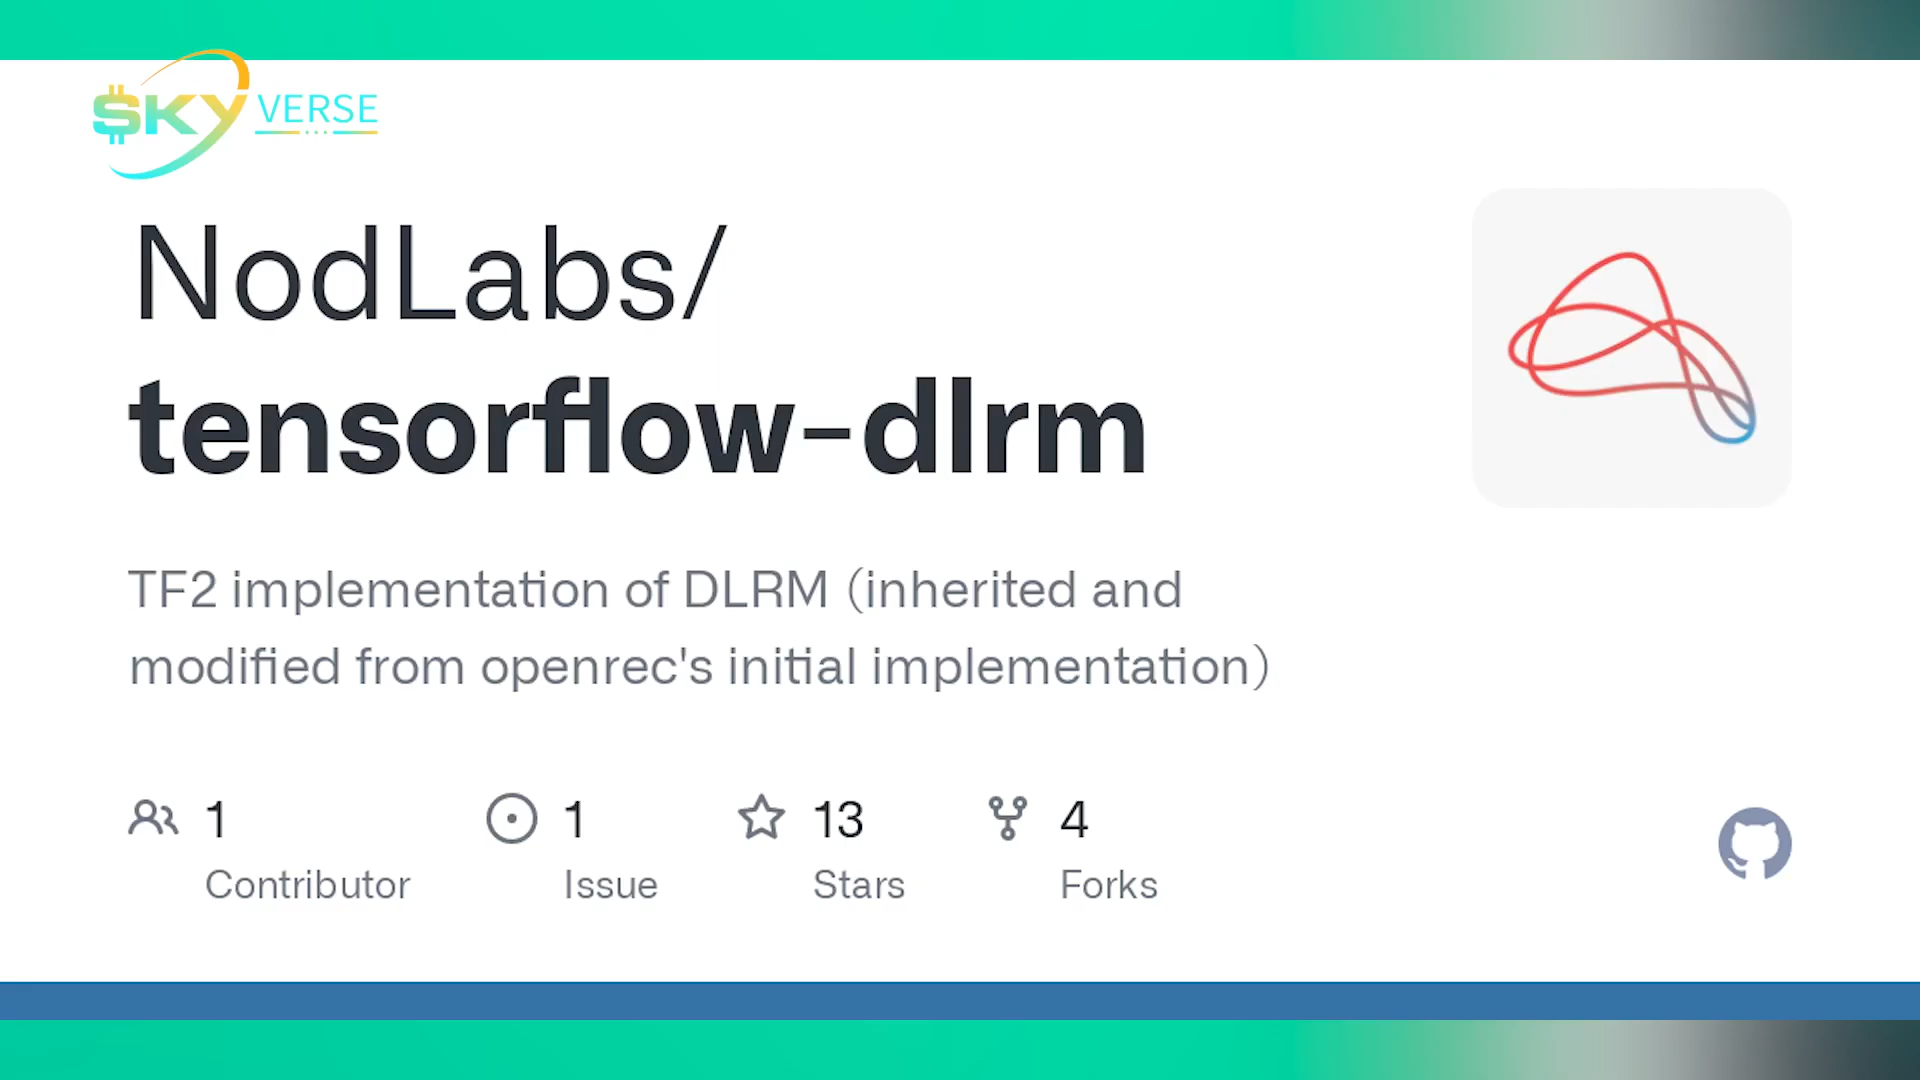 $KY VERSE
NodLabs/
tensorflow-dlrm
TF2 implementation of DLRM (inherited and
modified from openrec's initial implementation)
1 1 13 4
Contributor Issue Stars Forks